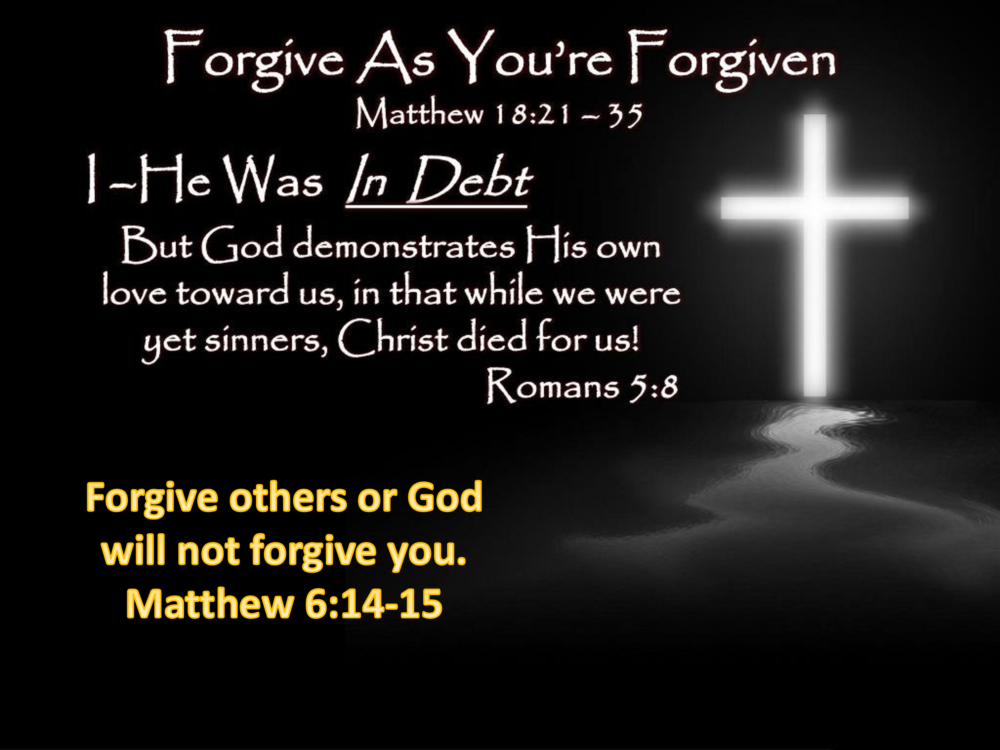 Forgive As You’re Forgiven
Matthew 18:21 – 35
I –He Was In Debt
But God demonstrates His own
love toward us, in that while we were
yet sinners, Christ died for us!
Romans 5:8
Forgive others or God
will not forgive you.
Matthew 6:14-15